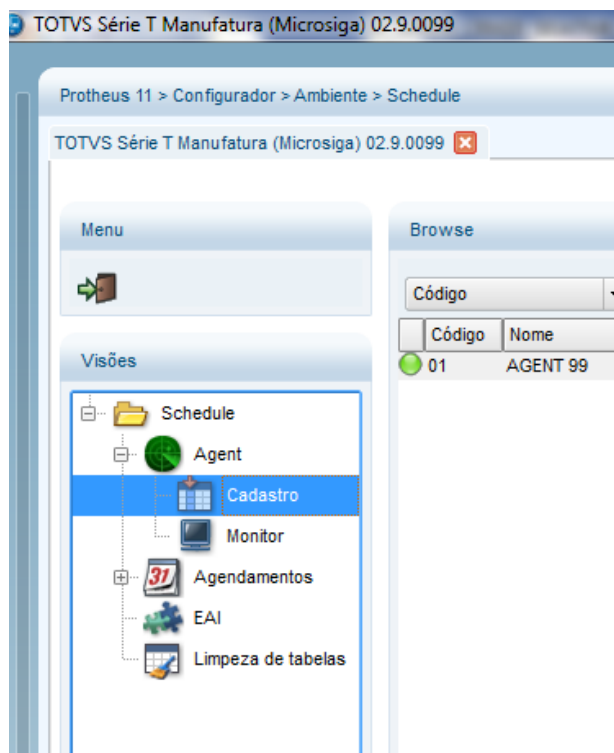 TOTVS Série T Manufatura (Microsiga) 02.9.0099
Protheus 11 > Configurador > Ambiente > Schedule
TOTVS Série T Manufatura (Microsiga) 02.9.0099
Menu
Visões
Schedule
Agent
Cadastro
Monitor
31 Agendamentos
EAI
Limpeza de tabelas
Browse
Código
Código Nome
01 AGENT 99